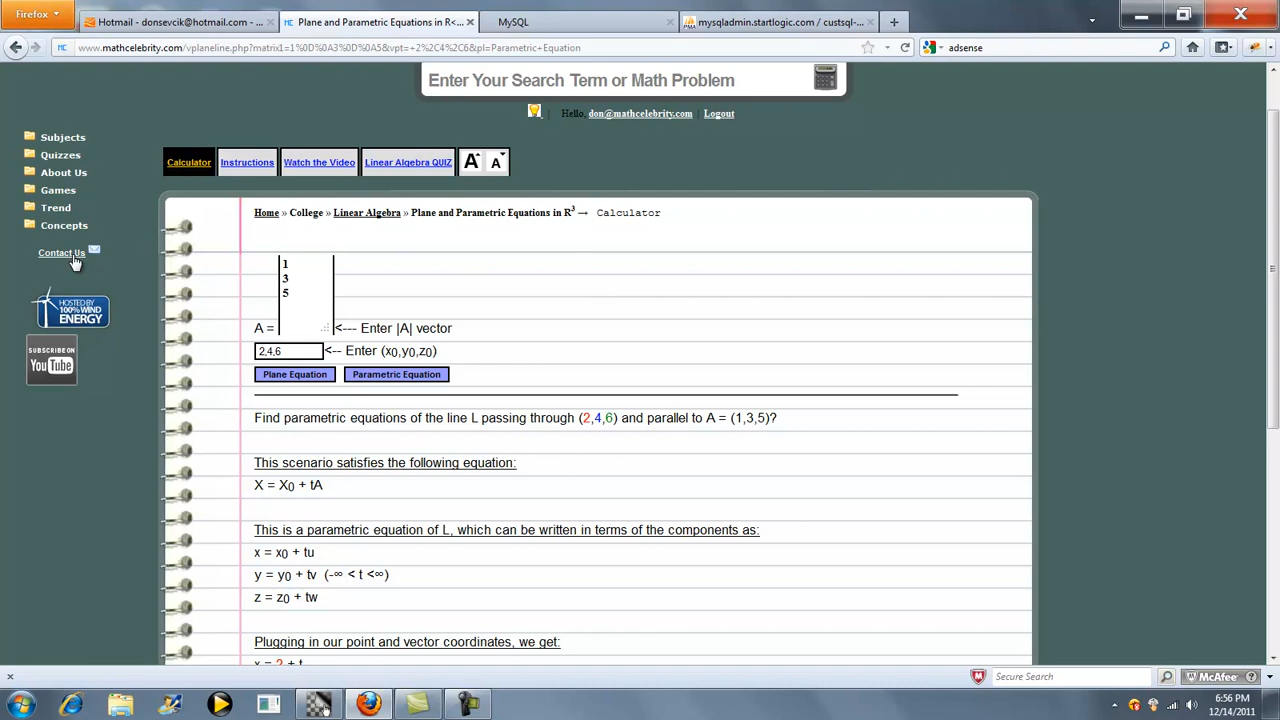 Firefox
Hotmail - donsevcik@hotmail.com - ...
Plane and Parametric Equations in R<...
MySQL
mysqladmin.startlogic.com / custsql-...
www.mathcelebrity.com/vplaneline.php?matrix1=1%0D%0A3%0D%0A5&vpt=+2%2C4%2C6&pl=Parametric+Equation
adsense
Enter Your Search Term or Math Problem
Hello, don@mathcelebrity.com | Logout
Subjects
Quizzes
About Us
Games
Trend
Concepts
Contact Us
HOSTED BY
100% WIND
ENERGY
SUBSCRIBE ON
YouTube
Calculator
Instructions
Watch the Video
Linear Algebra QUIZ
A A
Home » College » Linear Algebra » Plane and Parametric Equations in R³ → Calculator
1
3
5
A = <--- Enter |A| vector
2,4,6 <-- Enter (x0,y0,z0)
Plane Equation Parametric Equation
Find parametric equations of the line L passing through (2,4,6) and parallel to A = (1,3,5)?
This scenario satisfies the following equation:
X = X0 + tA
This is a parametric equation of L, which can be written in terms of the components as:
x = x0 + tu
y = y0 + tv (-∞ < t <∞)
z = z0 + tw
Plugging in our point and vector coordinates, we get:
x = 2 + t
Secure Search
McAfee
6:56 PM
12/14/2011